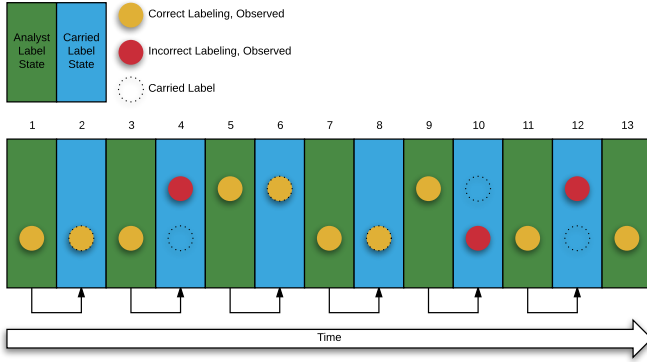 Analyst
Label
State
Carried
Label
State
Correct Labeling, Observed
Incorrect Labeling, Observed
Carried Label
1 2 3 4 5 6 7 8 9 10 11 12 13
Time